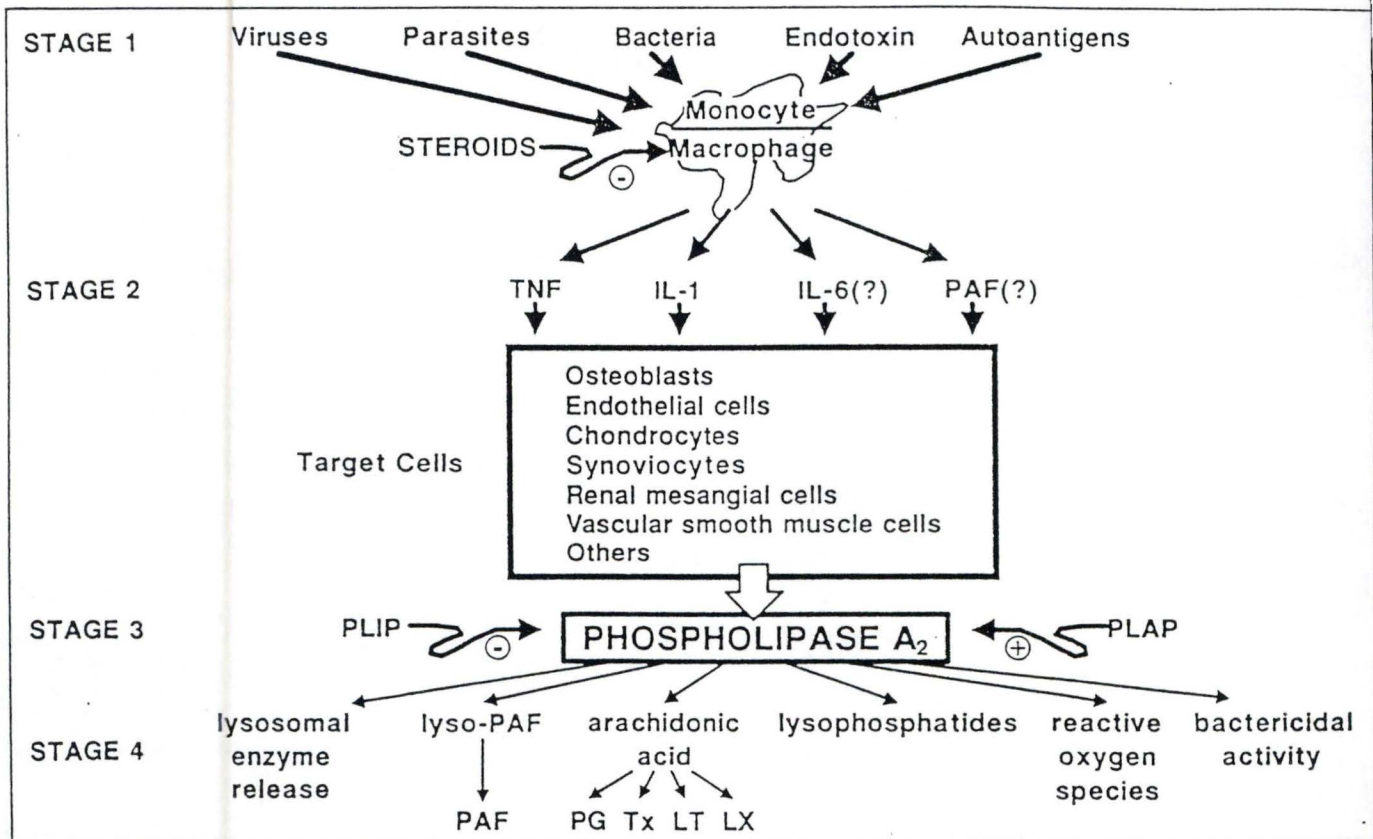 STAGE 1
Viruses Parasites Bacteria Endotoxin Autoantigens
Monocyte
STEROIDS Macrophage
-
STAGE 2
TNF IL-1 IL-6(?) PAF(?)
Target Cells
Osteoblasts
Endothelial cells
Chondrocytes
Synoviocytes
Renal mesangial cells
Vascular smooth muscle cells
Others
STAGE 3
PLIP - PHOSPHOLIPASE A₂ + PLAP
STAGE 4
lysosomal
enzyme
release
lyso-PAF
PAF
arachidonic
acid
PG Tx LT LX
lysophosphatides
reactive
oxygen
species
bactericidal
activity